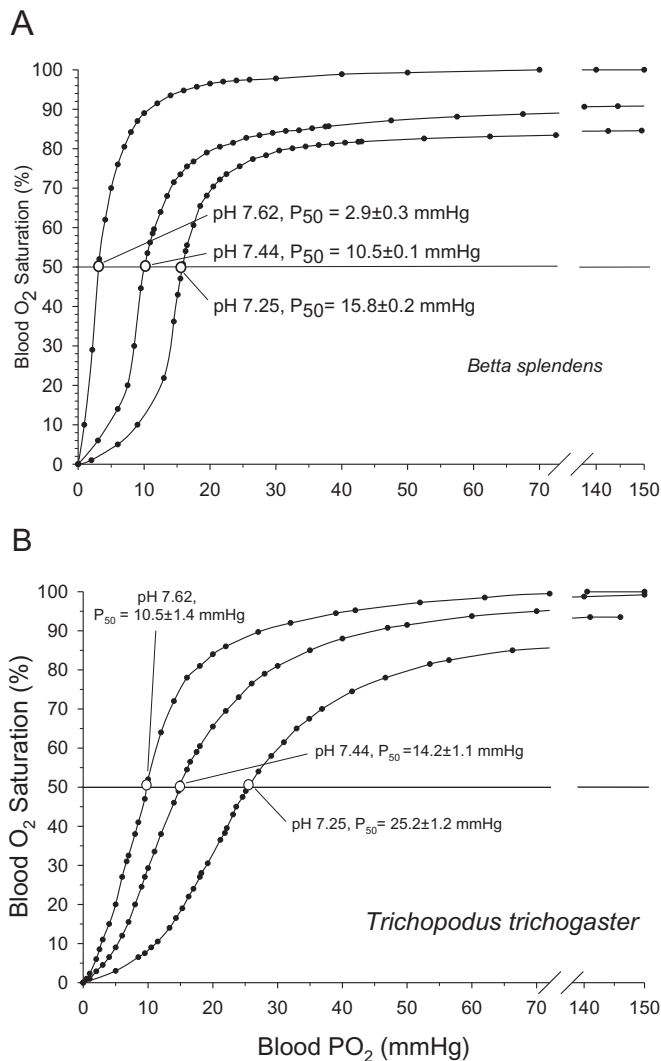 A
100
90
80
70
60
50
40
30
20
10
0
Blood O2 Saturation (%)
pH 7.62, P50 = 2.9±0.3 mmHg
pH 7.44, P50 = 10.5±0.1 mmHg
pH 7.25, P50= 15.8±0.2 mmHg
Betta splendens
0 10 20 30 40 50 60 70 140 150
B
100
90
80
70
60
50
40
30
20
10
0
Blood O2 Saturation (%)
pH 7.62,
P50 = 10.5±1.4 mmHg
pH 7.44, P50 =14.2±1.1 mmHg
pH 7.25, P50= 25.2±1.2 mmHg
Trichopodus trichogaster
0 10 20 30 40 50 60 70 140 150
Blood PO2 (mmHg)